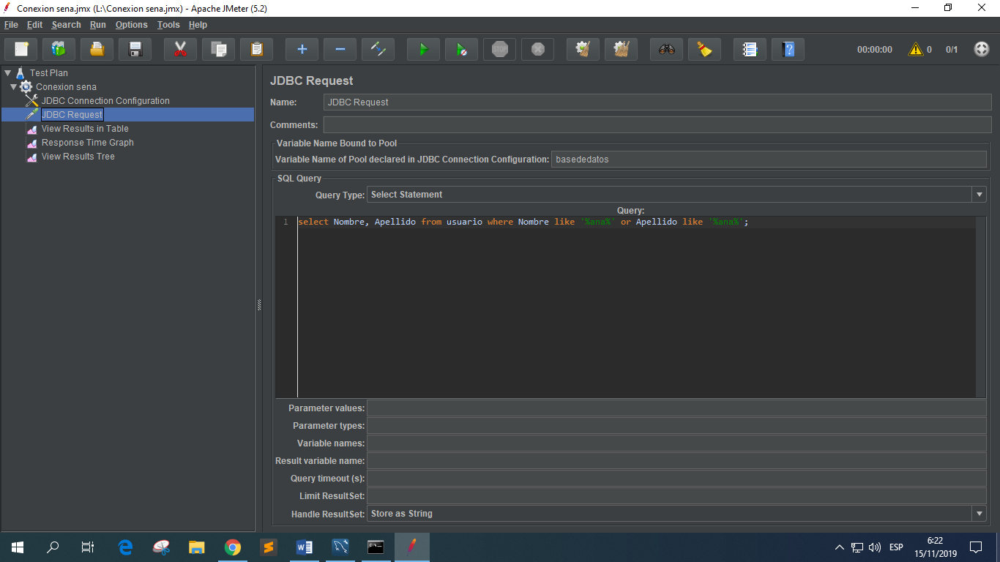 Conexion sena.jmx (L:\Conexion sena.jmx) - Apache JMeter (5.2)
File Edit Search Run Options Tools Help
STOP 00:00:00 0 0/1
Test Plan
Conexion sena
JDBC Connection Configuration
JDBC Request
View Results in Table
Response Time Graph
View Results Tree
JDBC Request
Name: JDBC Request
Comments:
Variable Name Bound to Pool
Variable Name of Pool declared in JDBC Connection Configuration: basededatos
SQL Query
Query Type: Select Statement
Query:
1 select Nombre, Apellido from usuario where Nombre like '%ana%' or Apellido like '%ana%';
Parameter values:
Parameter types:
Variable names:
Result variable name:
Query timeout (s):
Limit ResultSet:
Handle ResultSet: Store as String
ESP
6:22
15/11/2019